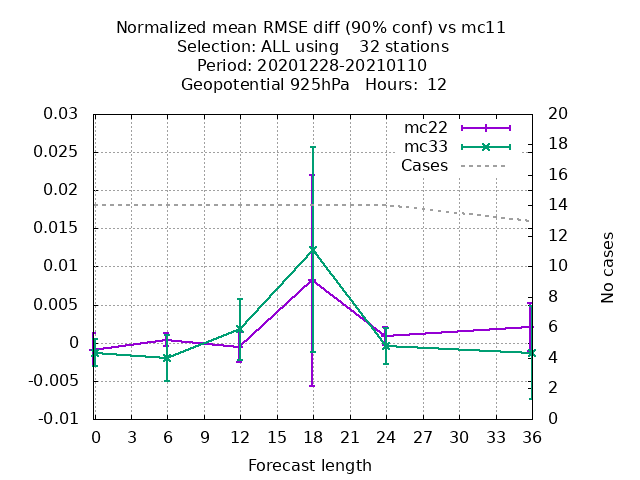 Normalized mean RMSE diff (90% conf) vs mc11
Selection: ALL using    32 stations
Period: 20201228-20210110
Geopotential 925hPa   Hours:  12
mc22
mc33
Cases
0.03
0.025
0.02
0.015
0.01
0.005
0
-0.005
-0.01
20
18
16
14
12
10
8
6
4
2
0
No cases
0 3 6 9 12 15 18 21 24 27 30 33 36
Forecast length